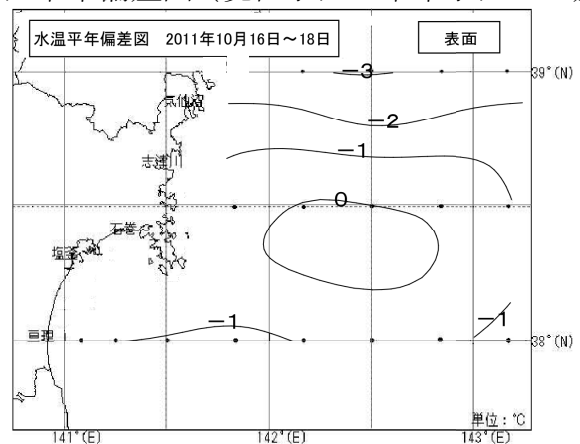 水温平年偏差図 2011年10月16日～18日
表面
-3
39°(N)
気仙沼
-2
-1
志津川
0
石巻
塩釜
-1
-1
亘理
38°(N)
単位：℃
141°(E)
142°(E)
143°(E)